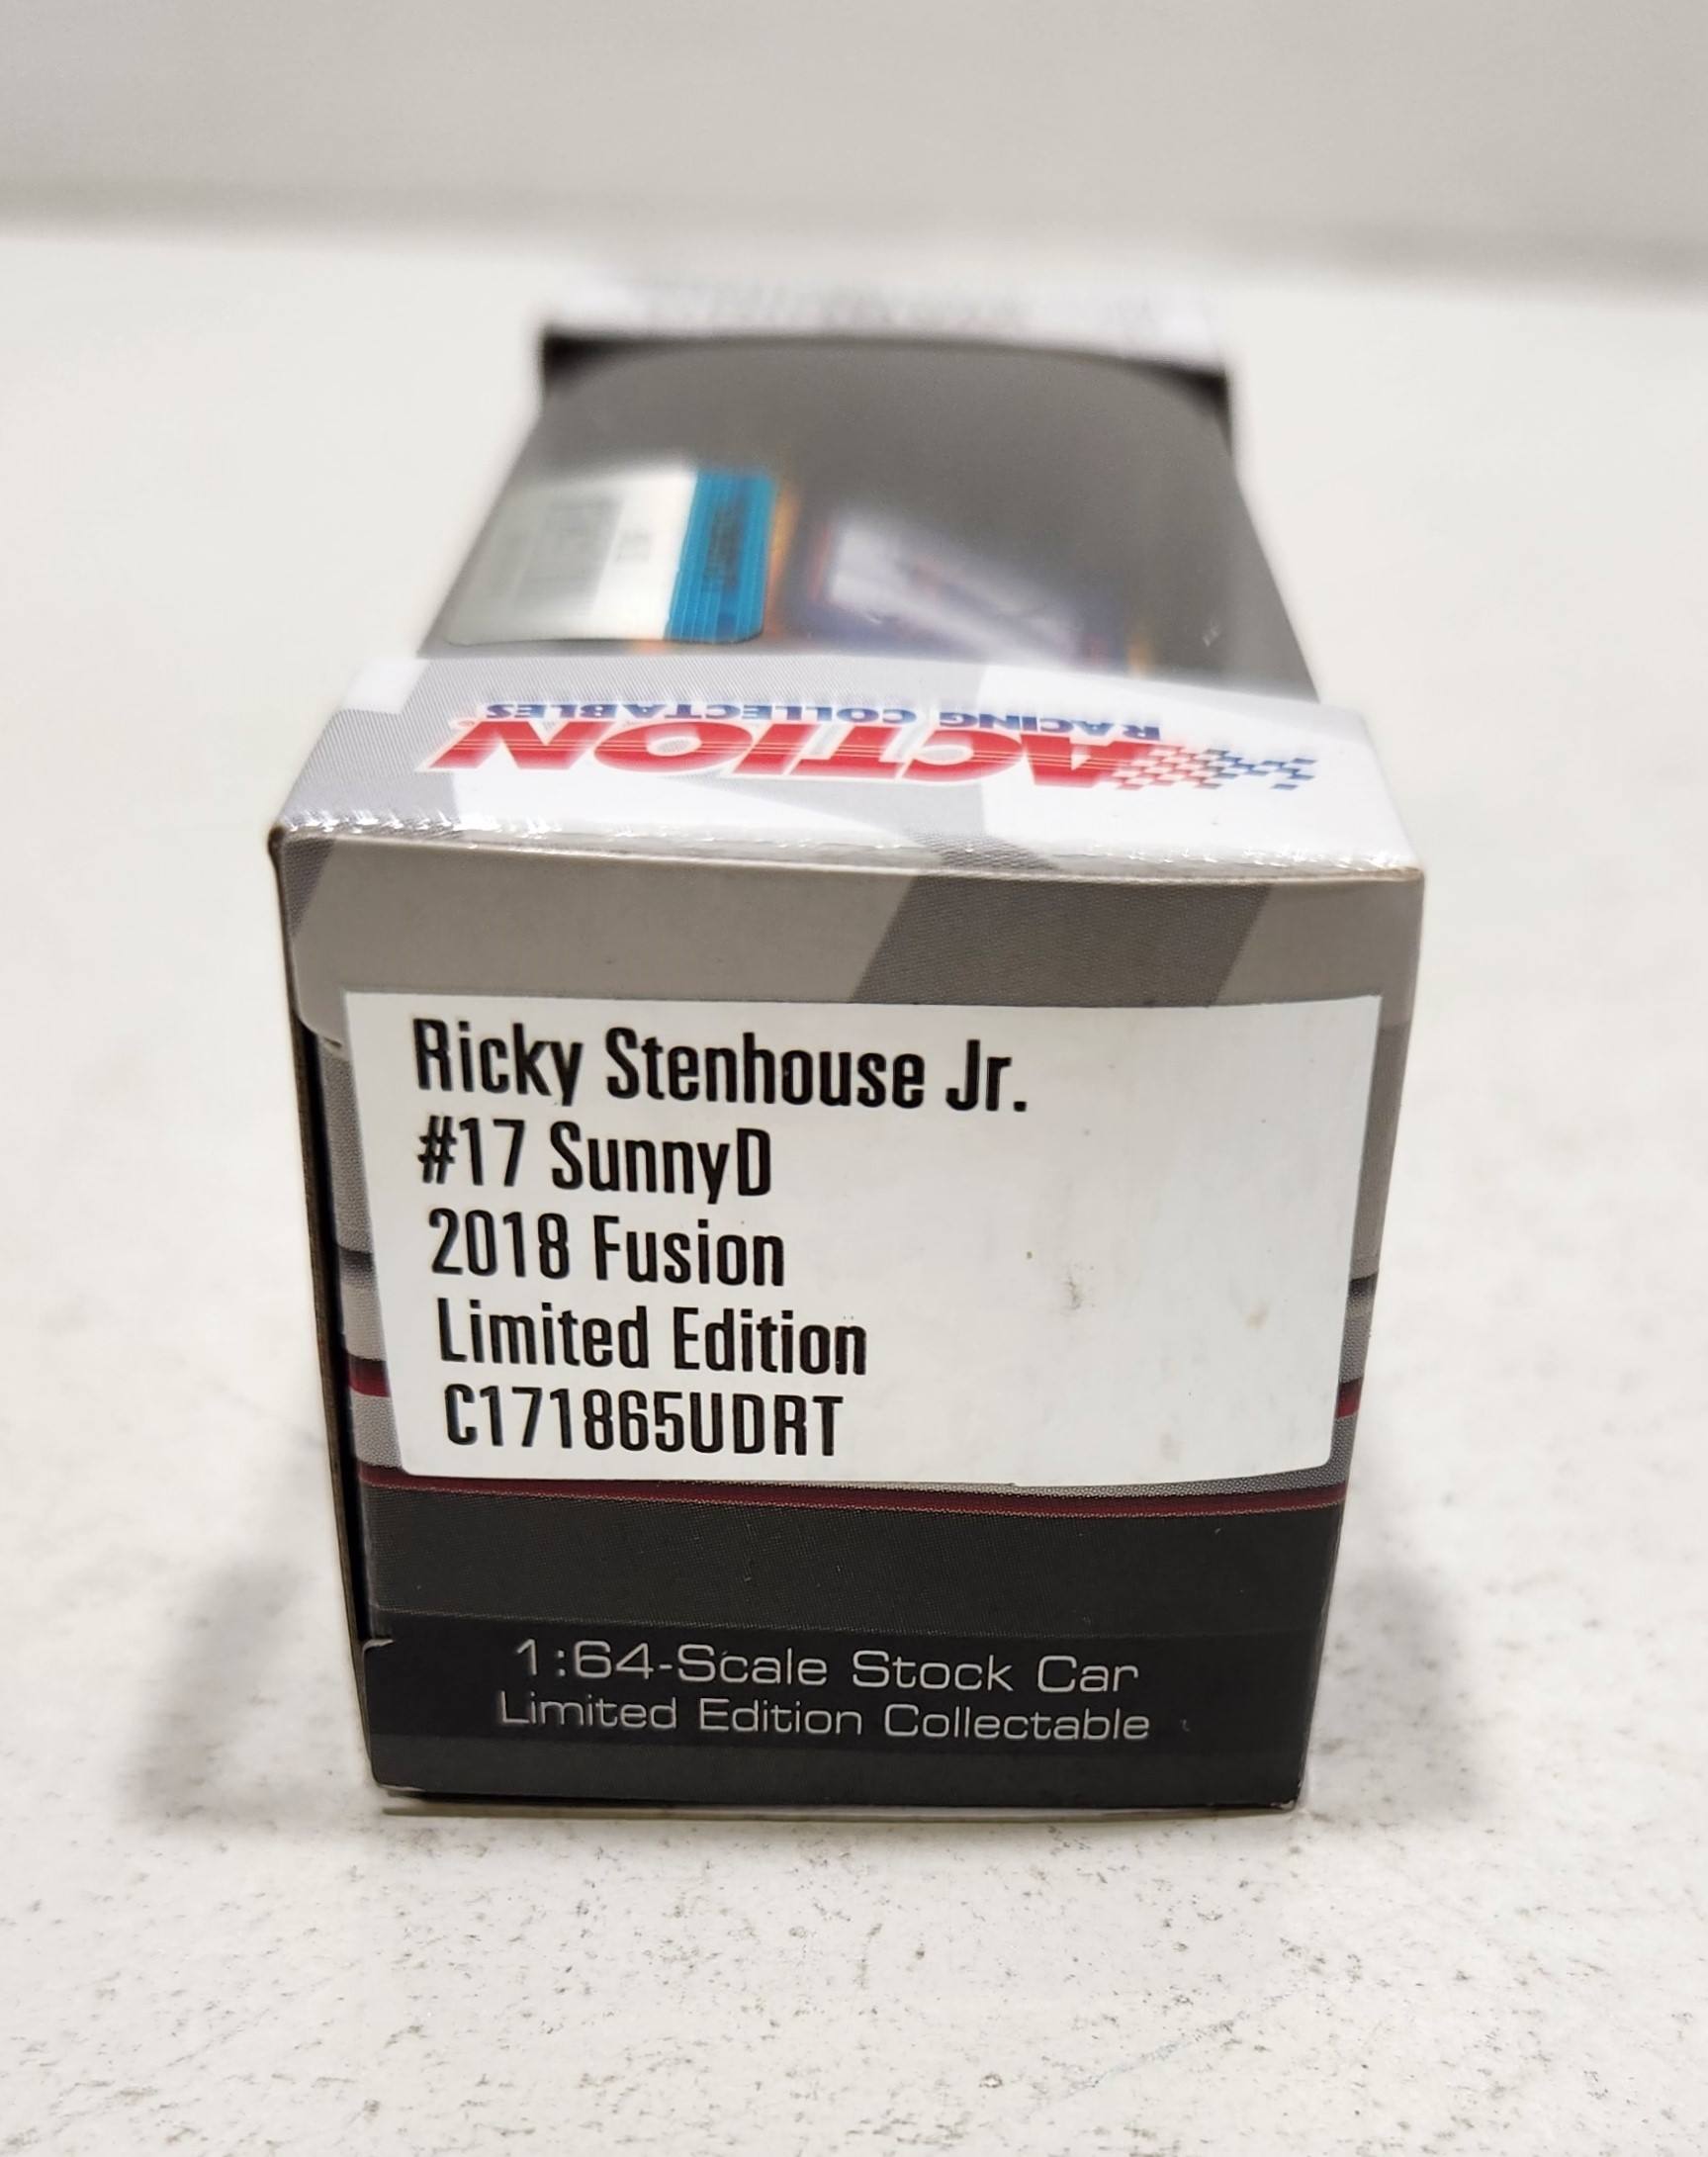 ACTION
RACING COLLECTABLES
Ricky Stenhouse Jr.
#17 SunnyD
2018 Fusion
Limited Edition
C171865UDRT
1:64-Scale Stock Car
Limited Edition Collectable